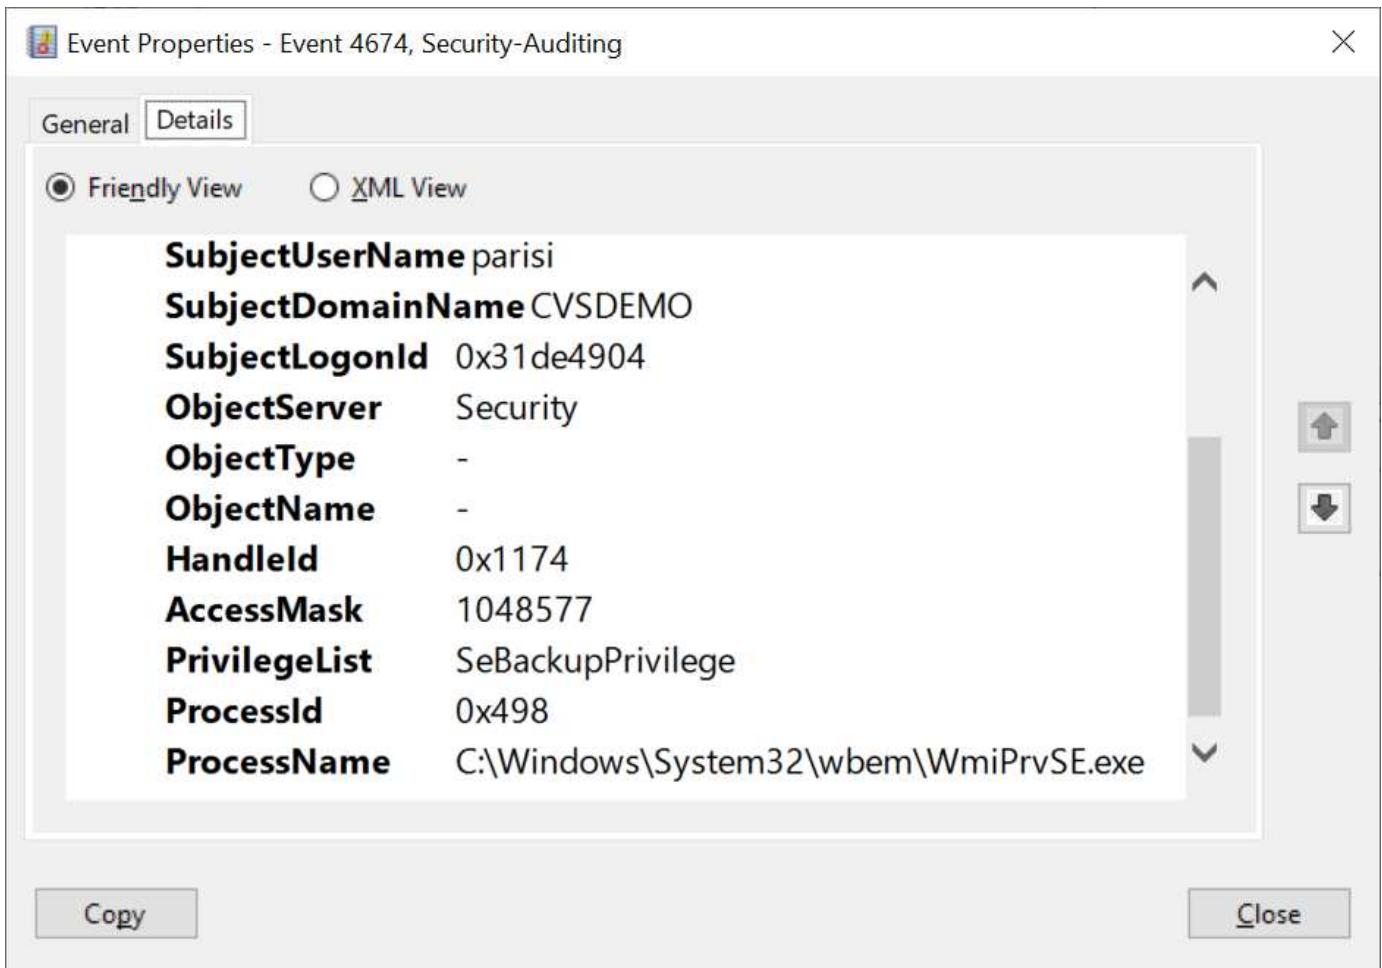 Event Properties - Event 4674, Security-Auditing
General Details
Friendly View XML View
SubjectUserName parisi
SubjectDomainName CVSDEMO
SubjectLogonId 0x31de4904
ObjectServer Security
ObjectType -
ObjectName -
HandleId 0x1174
AccessMask 1048577
PrivilegeList SeBackupPrivilege
ProcessId 0x498
ProcessName C:\Windows\System32\wbem\WmiPrvSE.exe
Copy Close